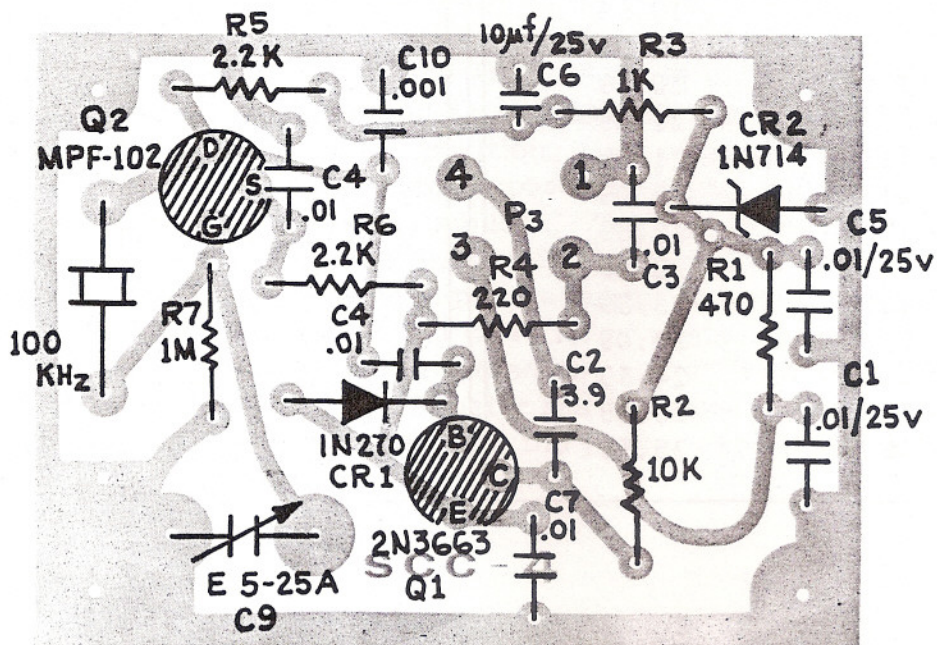 R5
2.2K
C10
.001
10µf/25v
C6
R3
1K
Q2
MPF-102
D
S
G
C4
.01
4
1
P3
CR2
1N714
C5
.01/25v
R6
2.2K
3
2
R4
220
.01
C3
R1
470
100
KHz
R7
1M
C4
.01
C2
3.9
R2
10K
C1
.01/25v
1N270
CR1
B
C
E
2N3663
Q1
C7
.01
SCC-
E 5-25A
C9